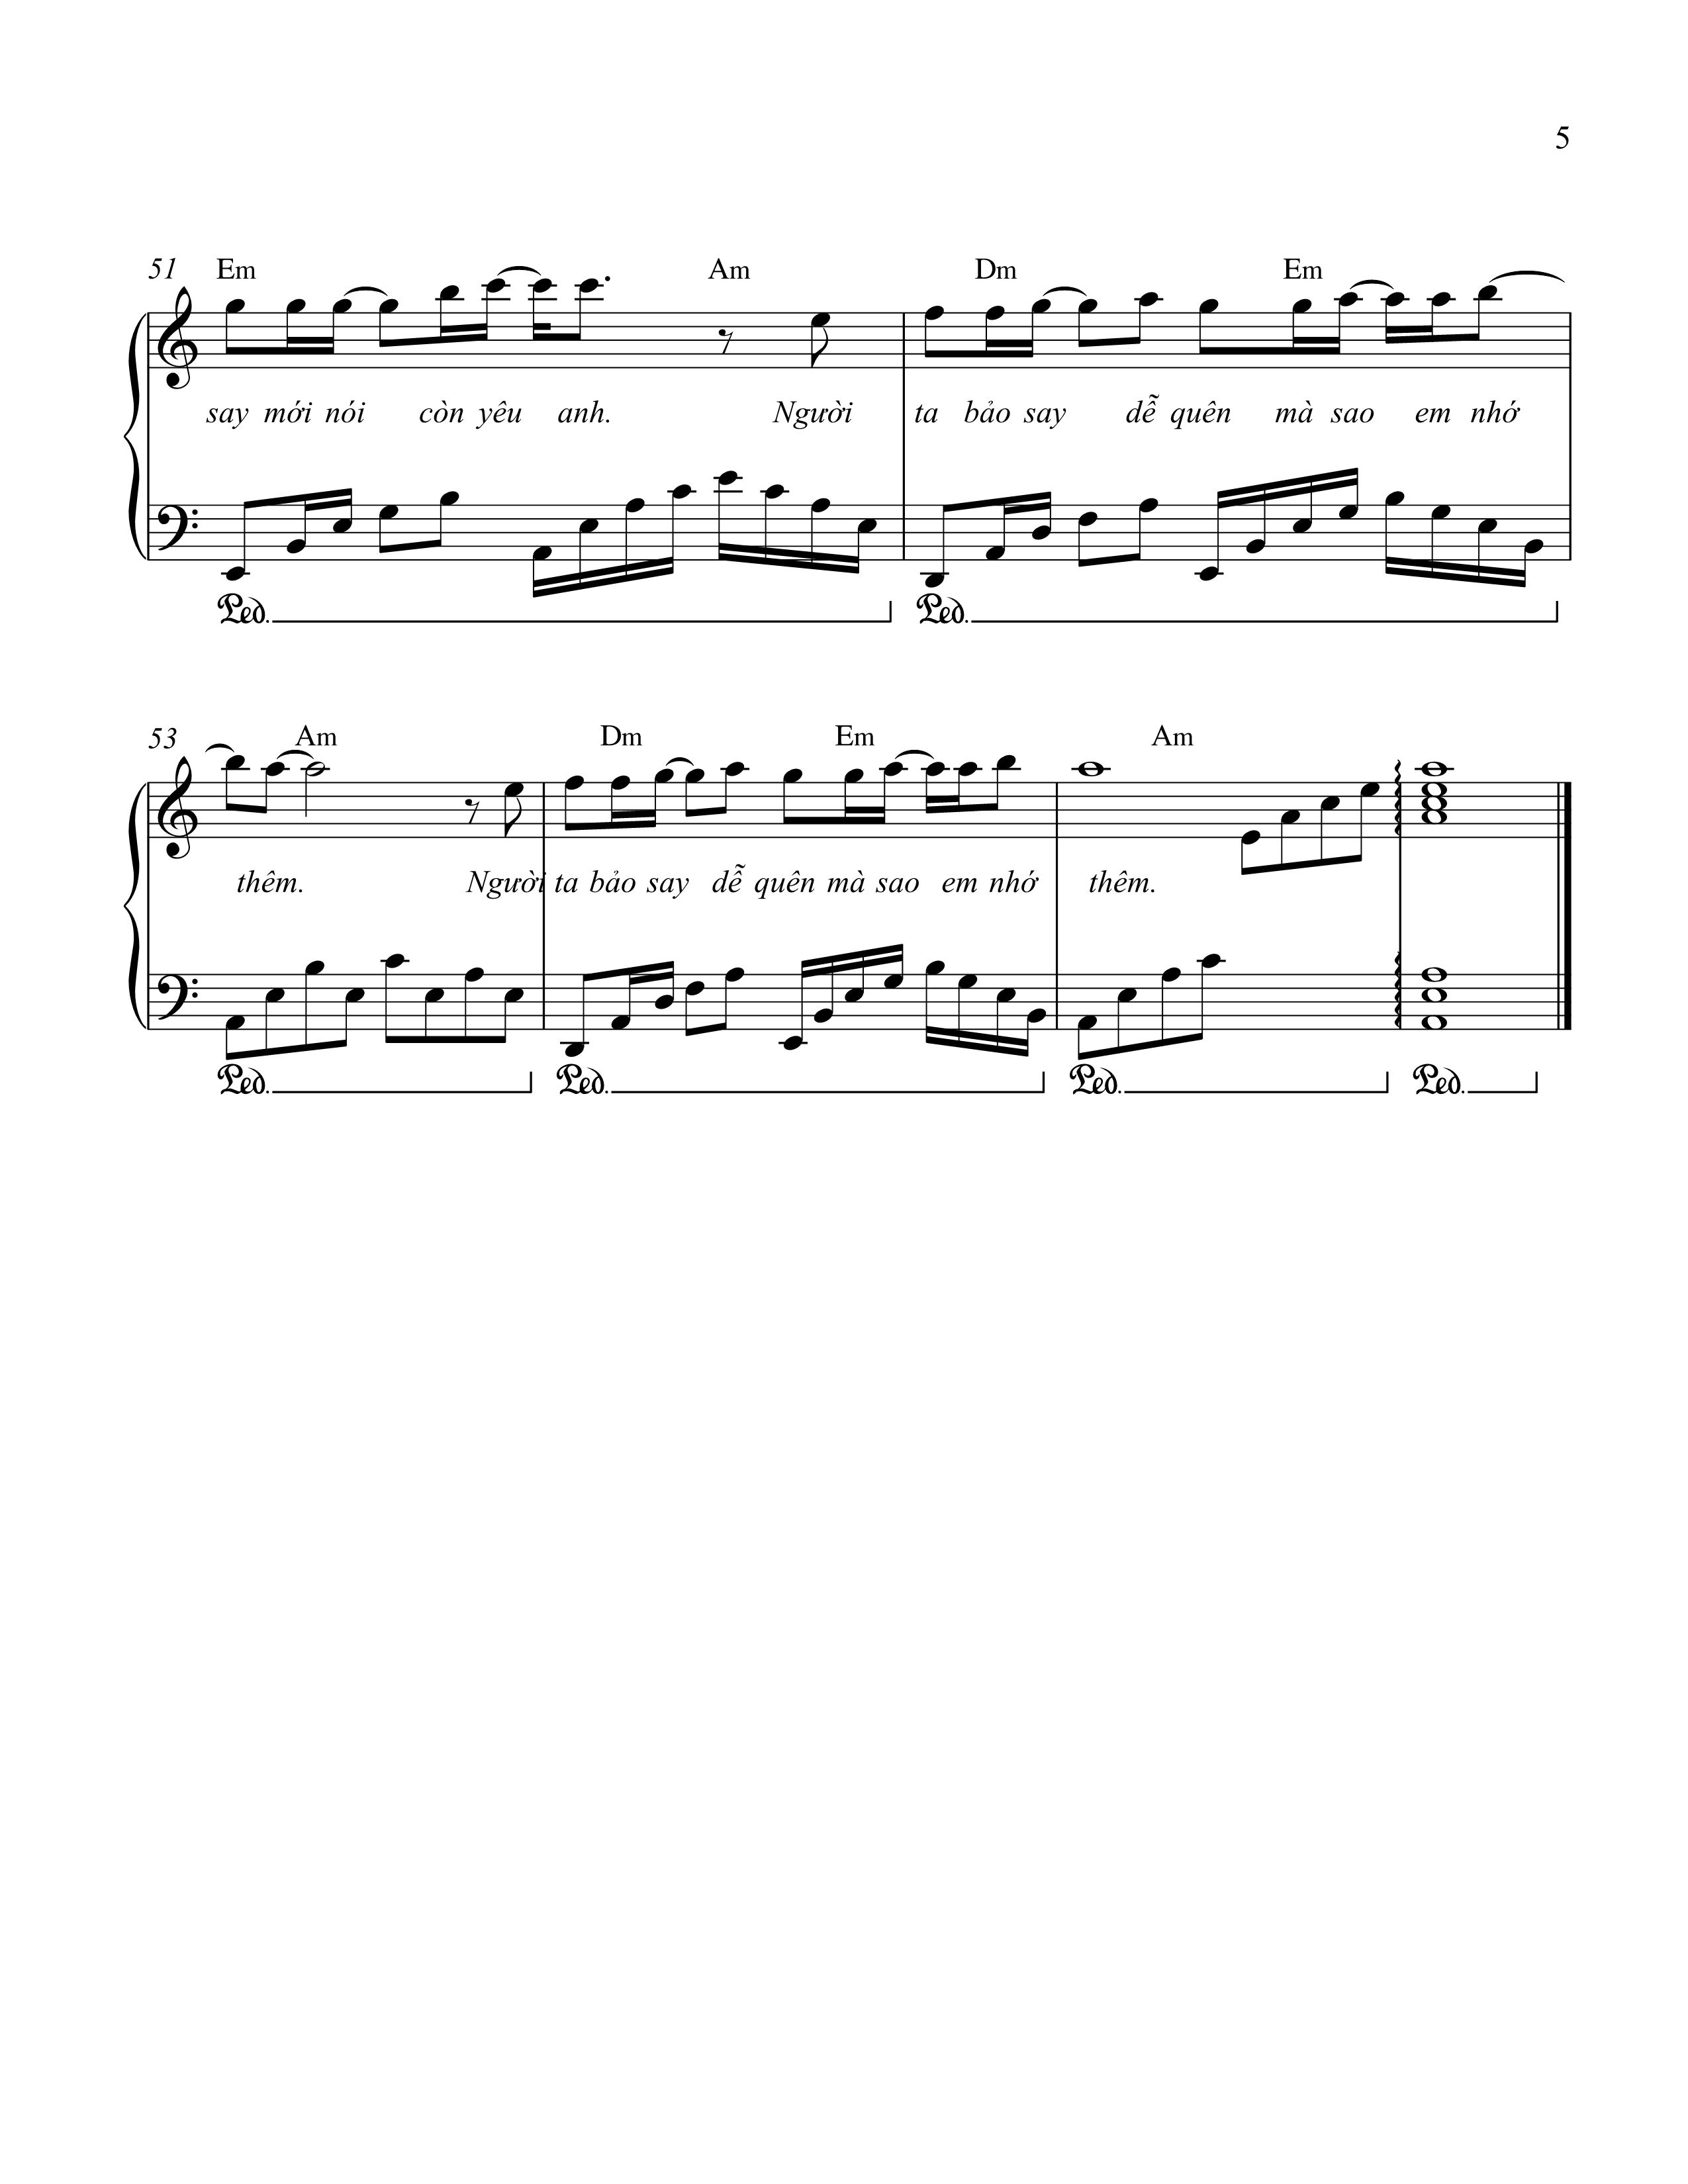 5
51 Em Am Dm Em
say mới nói còn yêu anh. Người ta bảo say dễ quên mà sao em nhớ
Ped. Ped.
53 Am Dm Em Am
thêm. Người ta bảo say dễ quên mà sao em nhớ thêm.
Ped. Ped. Ped. Ped.